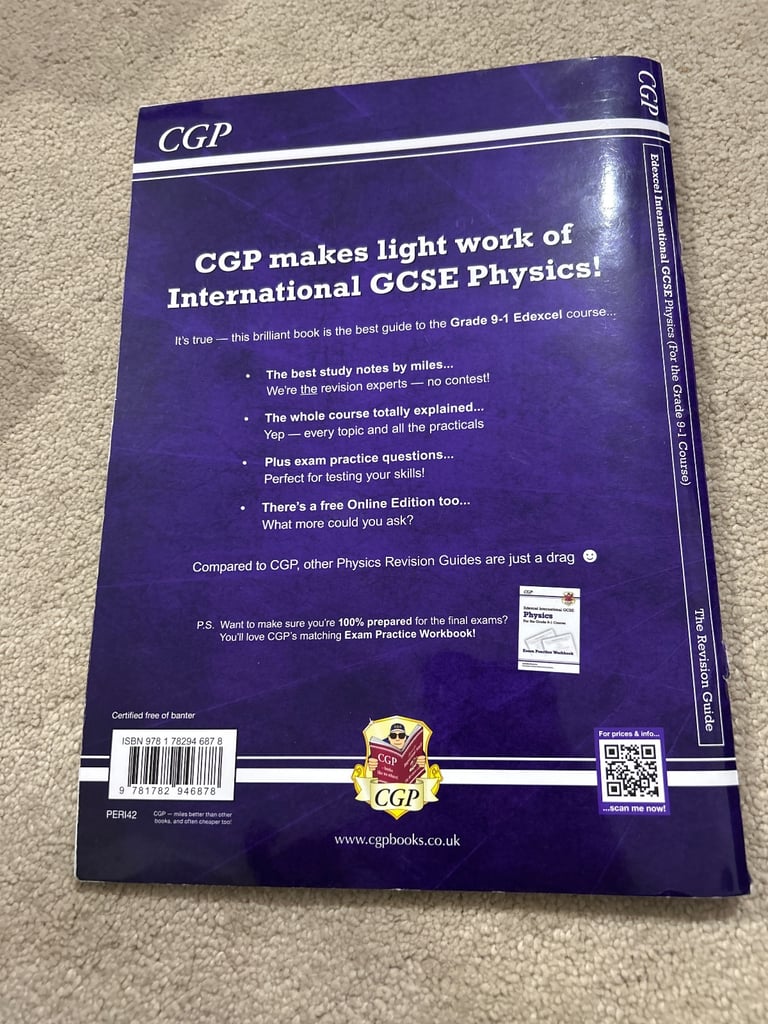 CGP
CGP makes light work of
International GCSE Physics!
It's true — this brilliant book is the best guide to the Grade 9-1 Edexcel course...
• The best study notes by miles...
We're the revision experts — no contest!
• The whole course totally explained...
Yep — every topic and all the practicals
• Plus exam practice questions...
Perfect for testing your skills!
• There's a free Online Edition too...
What more could you ask?
Compared to CGP, other Physics Revision Guides are just a drag ☺
P.S. Want to make sure you're 100% prepared for the final exams?
You'll love CGP's matching Exam Practice Workbook!
CGP
Edexcel International GCSE
Physics
For the Grade 9-1 Course
Exam Practice Workbook
Certified free of banter
ISBN 978 1 78294 687 8
9 781782 946878
PERI42
CGP — miles better than other
books, and often cheaper too!
CGP
CGP
www.cgpbooks.co.uk
For prices & info...
...scan me now!
CGP
Edexcel International GCSE Physics (For the Grade 9-1 Course)
The Revision Guide